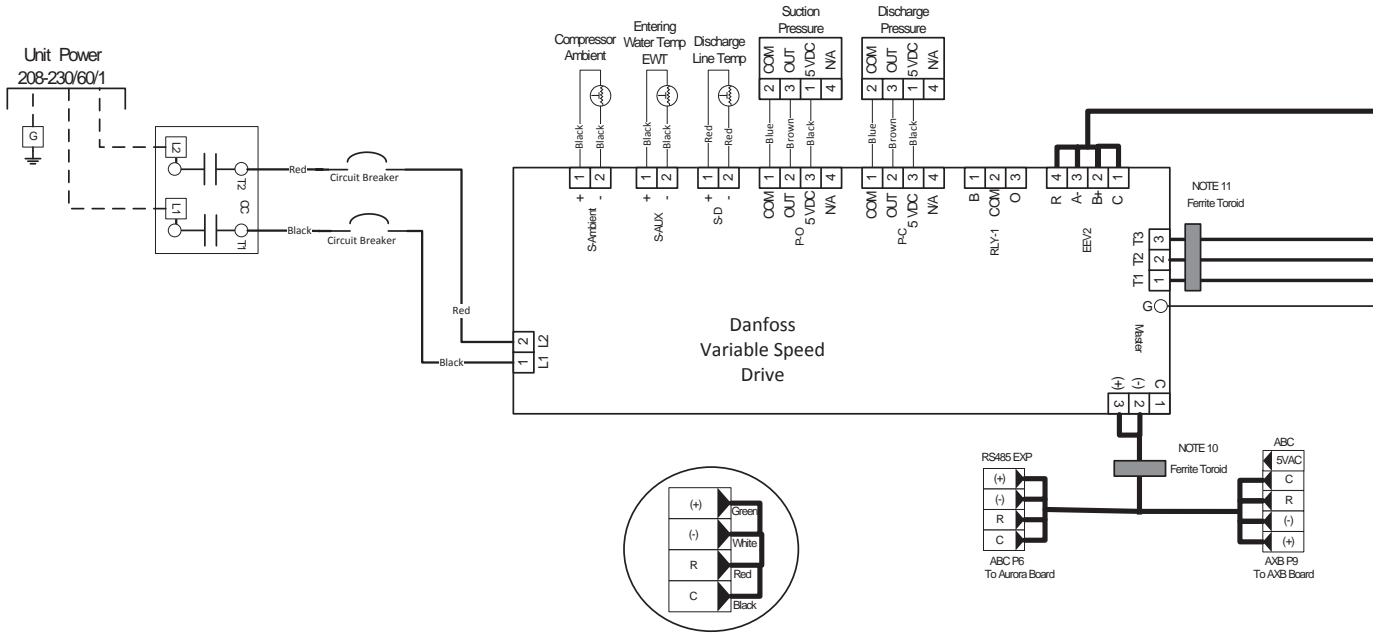 Unit Power
208-230/60/1
G
L2
T2
CC
L1
T1
Red
Circuit Breaker
Black
Circuit Breaker
Red
Black
Compressor
Ambient
Entering
Water Temp
EWT
Discharge
Line Temp
Suction
Pressure
Discharge
Pressure
COM
OUT
5 VDC
N/A
2
3
1
4
COM
OUT
5 VDC
N/A
2
3
1
4
Black
Black
Black
Black
Red
Red
Blue
Brown
Black
Blue
Brown
Black
1
2
1
2
1
2
1
2
3
4
1
2
3
4
1
2
3
4
3
2
1
+
-
+
-
+
-
COM
OUT
5 VDC
N/A
COM
OUT
5 VDC
N/A
B
COM
O
R
A-
B+
C
S-Ambient
S-AUX
S-D
P-O
P-C
RLY-1
EEV2
NOTE 11
Ferrite Toroid
T3
3
T2
2
T1
1
G
Master
2
L2
1
L1
Danfoss
Variable Speed
Drive
(+)
(-)
C
3
2
1
NOTE 10
Ferrite Toroid
RS485 EXP
(+)
(-)
R
C
ABC P6
To Aurora Board
ABC
5VAC
C
R
(-)
(+)
AXB P9
To AXB Board
(+)
Green
(-)
White
R
Red
C
Black